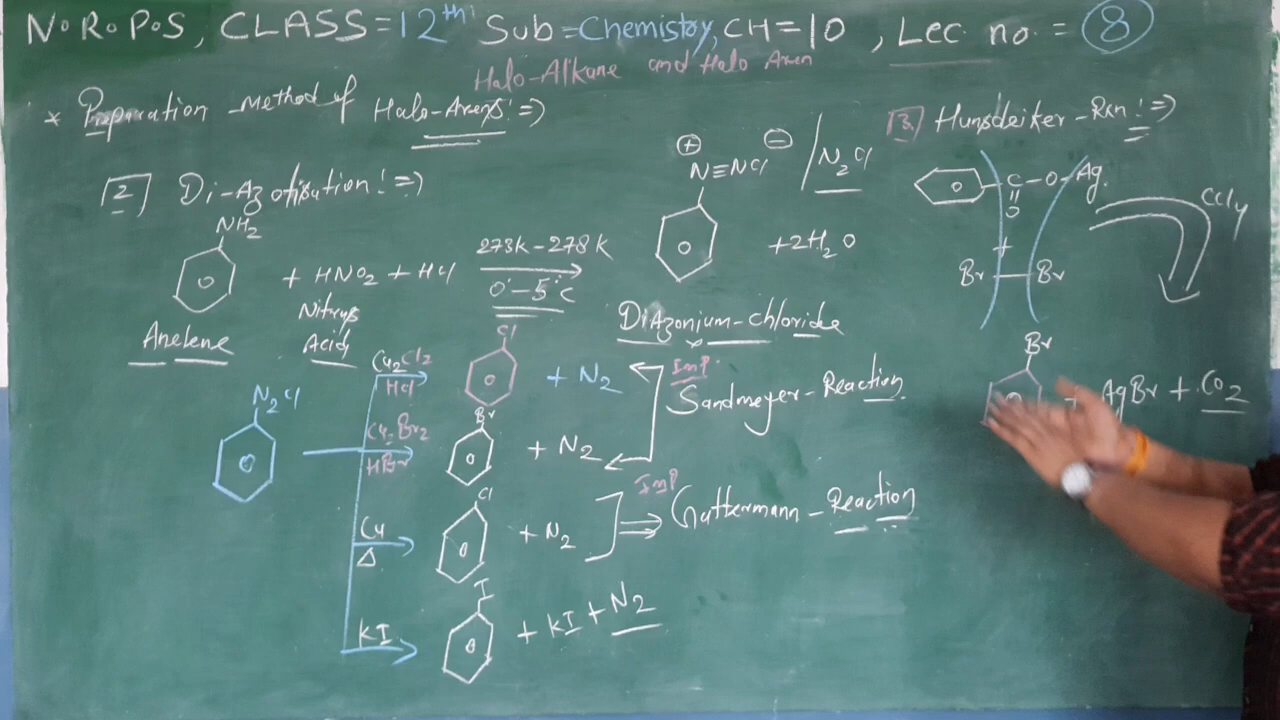 N.R.P.S, CLASS=12th Sub=Chemistry, CH=10, Lec no. = 8
Halo-Alkane and Halo Aren
* Preparation Method of Halo-Arens :⇒
2 Di-Azotisation :⇒
NH2
+ HNO2 + HCl
273K-278K
0°-5°C
⊕ ⊖
N≡NCl / N2Cl
+2H2O
Anelene
Nitrus
Acid
Diazonium-chloride
N2Cl
Cu2Cl2
HCl
Cl
+ N2
Cu2Br2
HBr
Br
+ N2
Imp.
Sandmeyer-Reaction
Cu
Δ
Cl
+ N2
Imp
Gattermann-Reaction
KI
I
+ KI + N2
3 Hunsdeiker-Rxn :⇒
C-O-Ag.
O
+
Br-Br
CCl4
Br
+ AgBr + CO2